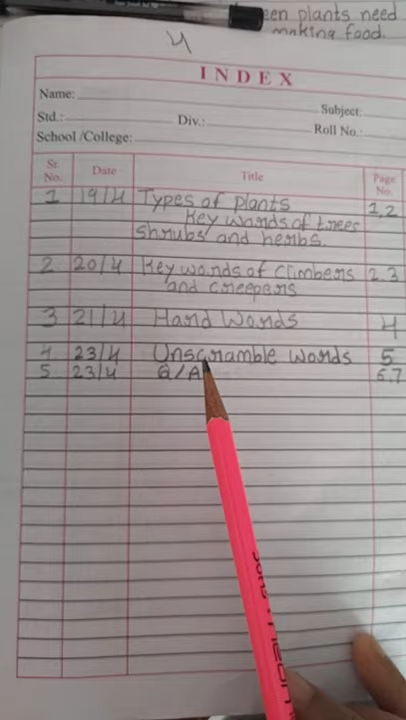 een plants need
making food.
4
INDEX
Name:
Subject:
Std.:
Div.:
Roll No.:
School /College:
Sr. No. Date Title Page No.
1 19/4 Types of plants 1,2
Key words of trees
shrubs and herbs.
2. 20/4 Key words of Climbers 2,3
and creepers
3 21/4 Hard Words 4
4 23/4 Unscramble words 5
5 23/4 Q/A 6,7